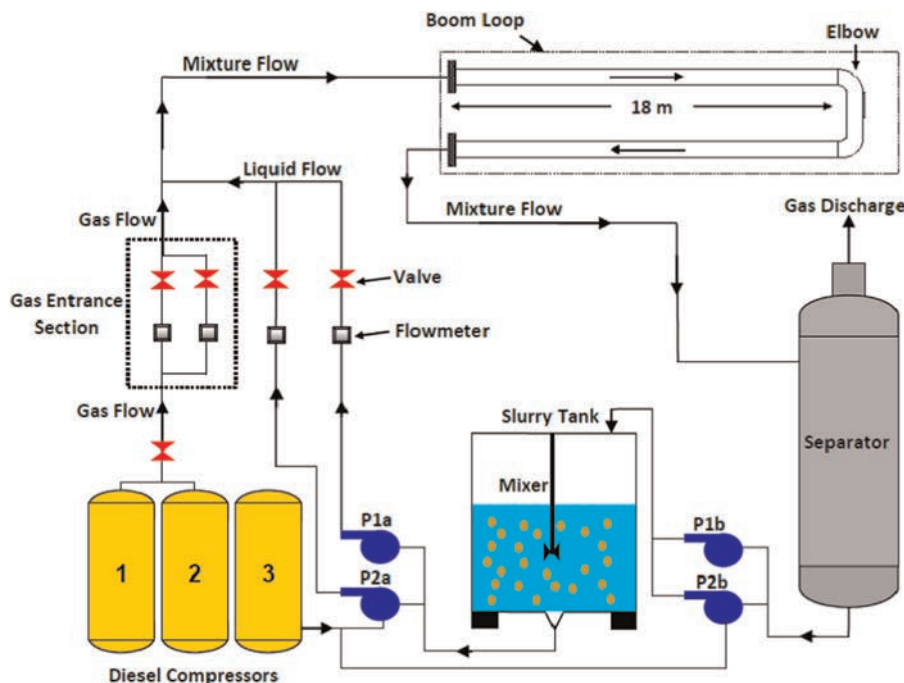 Boom Loop
Elbow
Mixture Flow
18 m
Liquid Flow
Mixture Flow
Gas Flow
Gas Discharge
Valve
Gas Entrance
Section
Flowmeter
Gas Flow
Slurry Tank
Separator
Mixer
P1a
P1b
1
2
3
P2a
P2b
Diesel Compressors